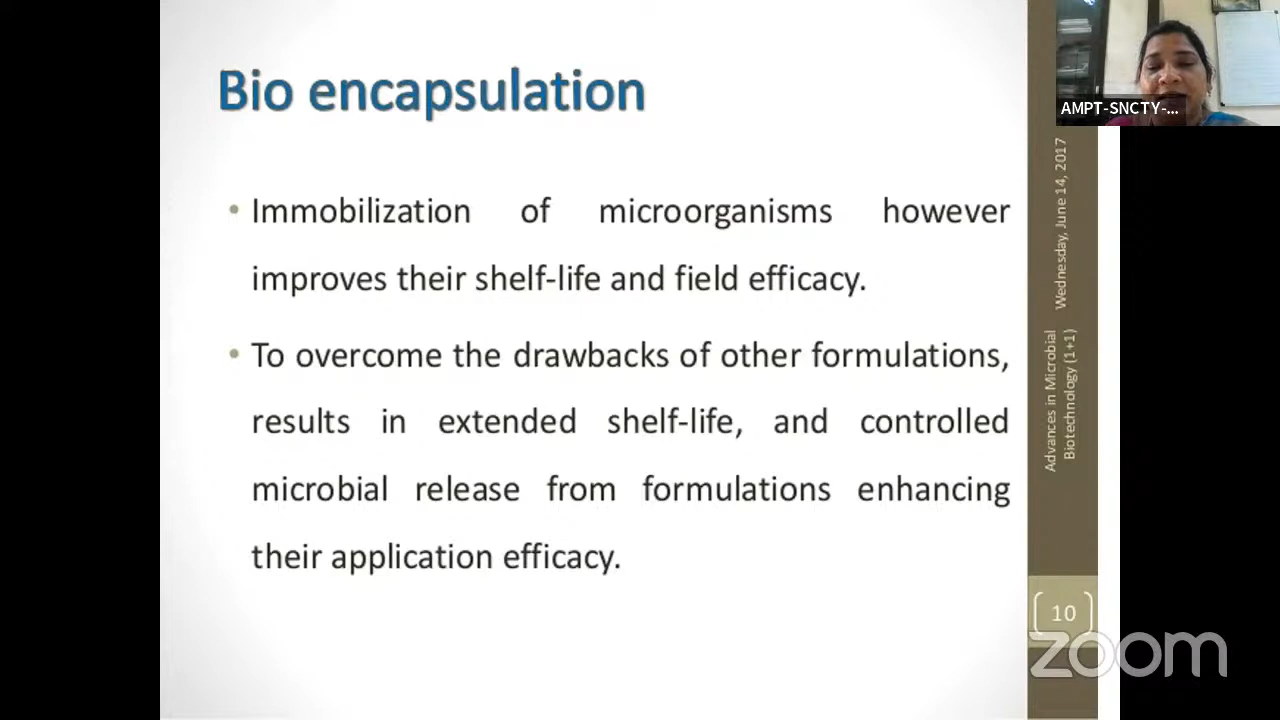 Bio encapsulation
• Immobilization of microorganisms however
improves their shelf-life and field efficacy.
• To overcome the drawbacks of other formulations,
results in extended shelf-life, and controlled
microbial release from formulations enhancing
their application efficacy.
AMPT-SNCTY-...
Wednesday, June 14, 2017
Advances in Microbial
Biotechnology (1+1)
10
zoom